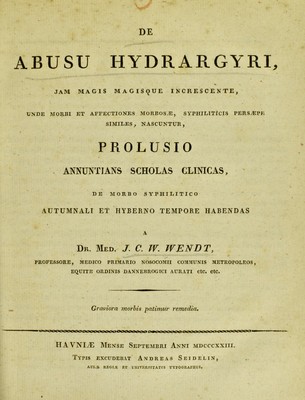 DE
ABUSU HYDRARGYRI,
JAM MAGIS MAGISQUE INCRESCENTE,
UNDE MORBI ET AFFECTIONES MORBOSÆ, SYPHILITICIS PERSÆPE
SIMILES, NASCUNTUR,
PROLUSIO
ANNUNTIANS SCHOLAS CLINICAS,
DE MORBO SYPHILITICO
AUTUMNALI ET HYBERNO TEMPORE HABENDAS
A
DR. MED. J. C. W. WENDT,
PROFESSORE, MEDICO PRIMARIO NOSOCOMII COMMUNIS METROPOLEOS,
EQUITE ORDINIS DANNEBROGICI AURATI etc. etc.
Graviora morbis patimur remedia.
HAVNIÆ MENSE SEPTEMBRI ANNI MDCCCXXIII.
TYPIS EXCUDEBAT ANDREAS SEIDELIN,
AULÆ REGIÆ ET UNIVERSITATIS TYPOGRAPHUS.